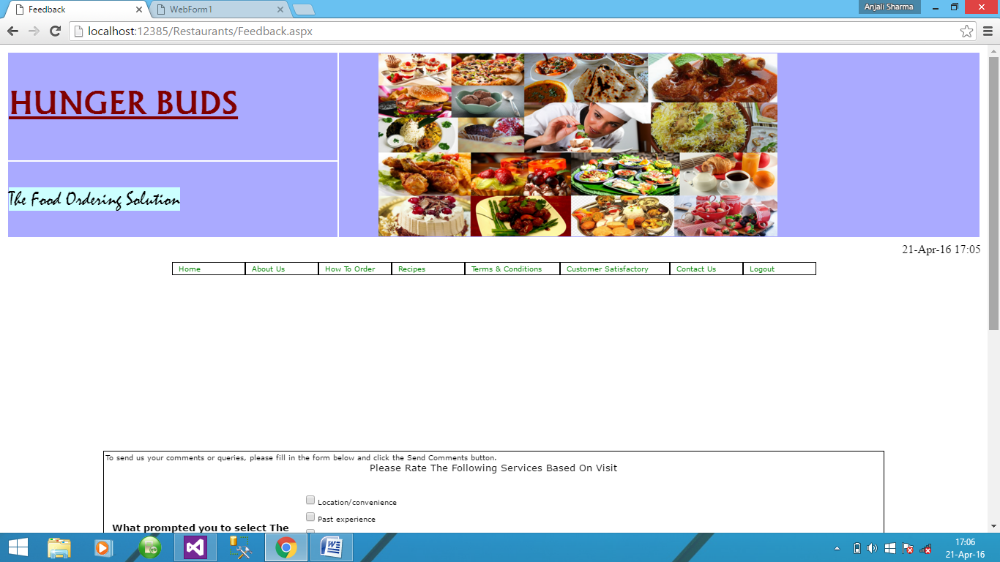 Feedback
WebForm1
Anjali Sharma
localhost:12385/Restaurants/Feedback.aspx
HUNGER BUDS
The Food Ordering Solution
21-Apr-16 17:05
Home About Us How To Order Recipes Terms & Conditions Customer Satisfactory Contact Us Logout
To send us your comments or queries, please fill in the form below and click the Send Comments button.
Please Rate The Following Services Based On Visit
Location/convenience
Past experience
What prompted you to select The
17:06
21-Apr-16